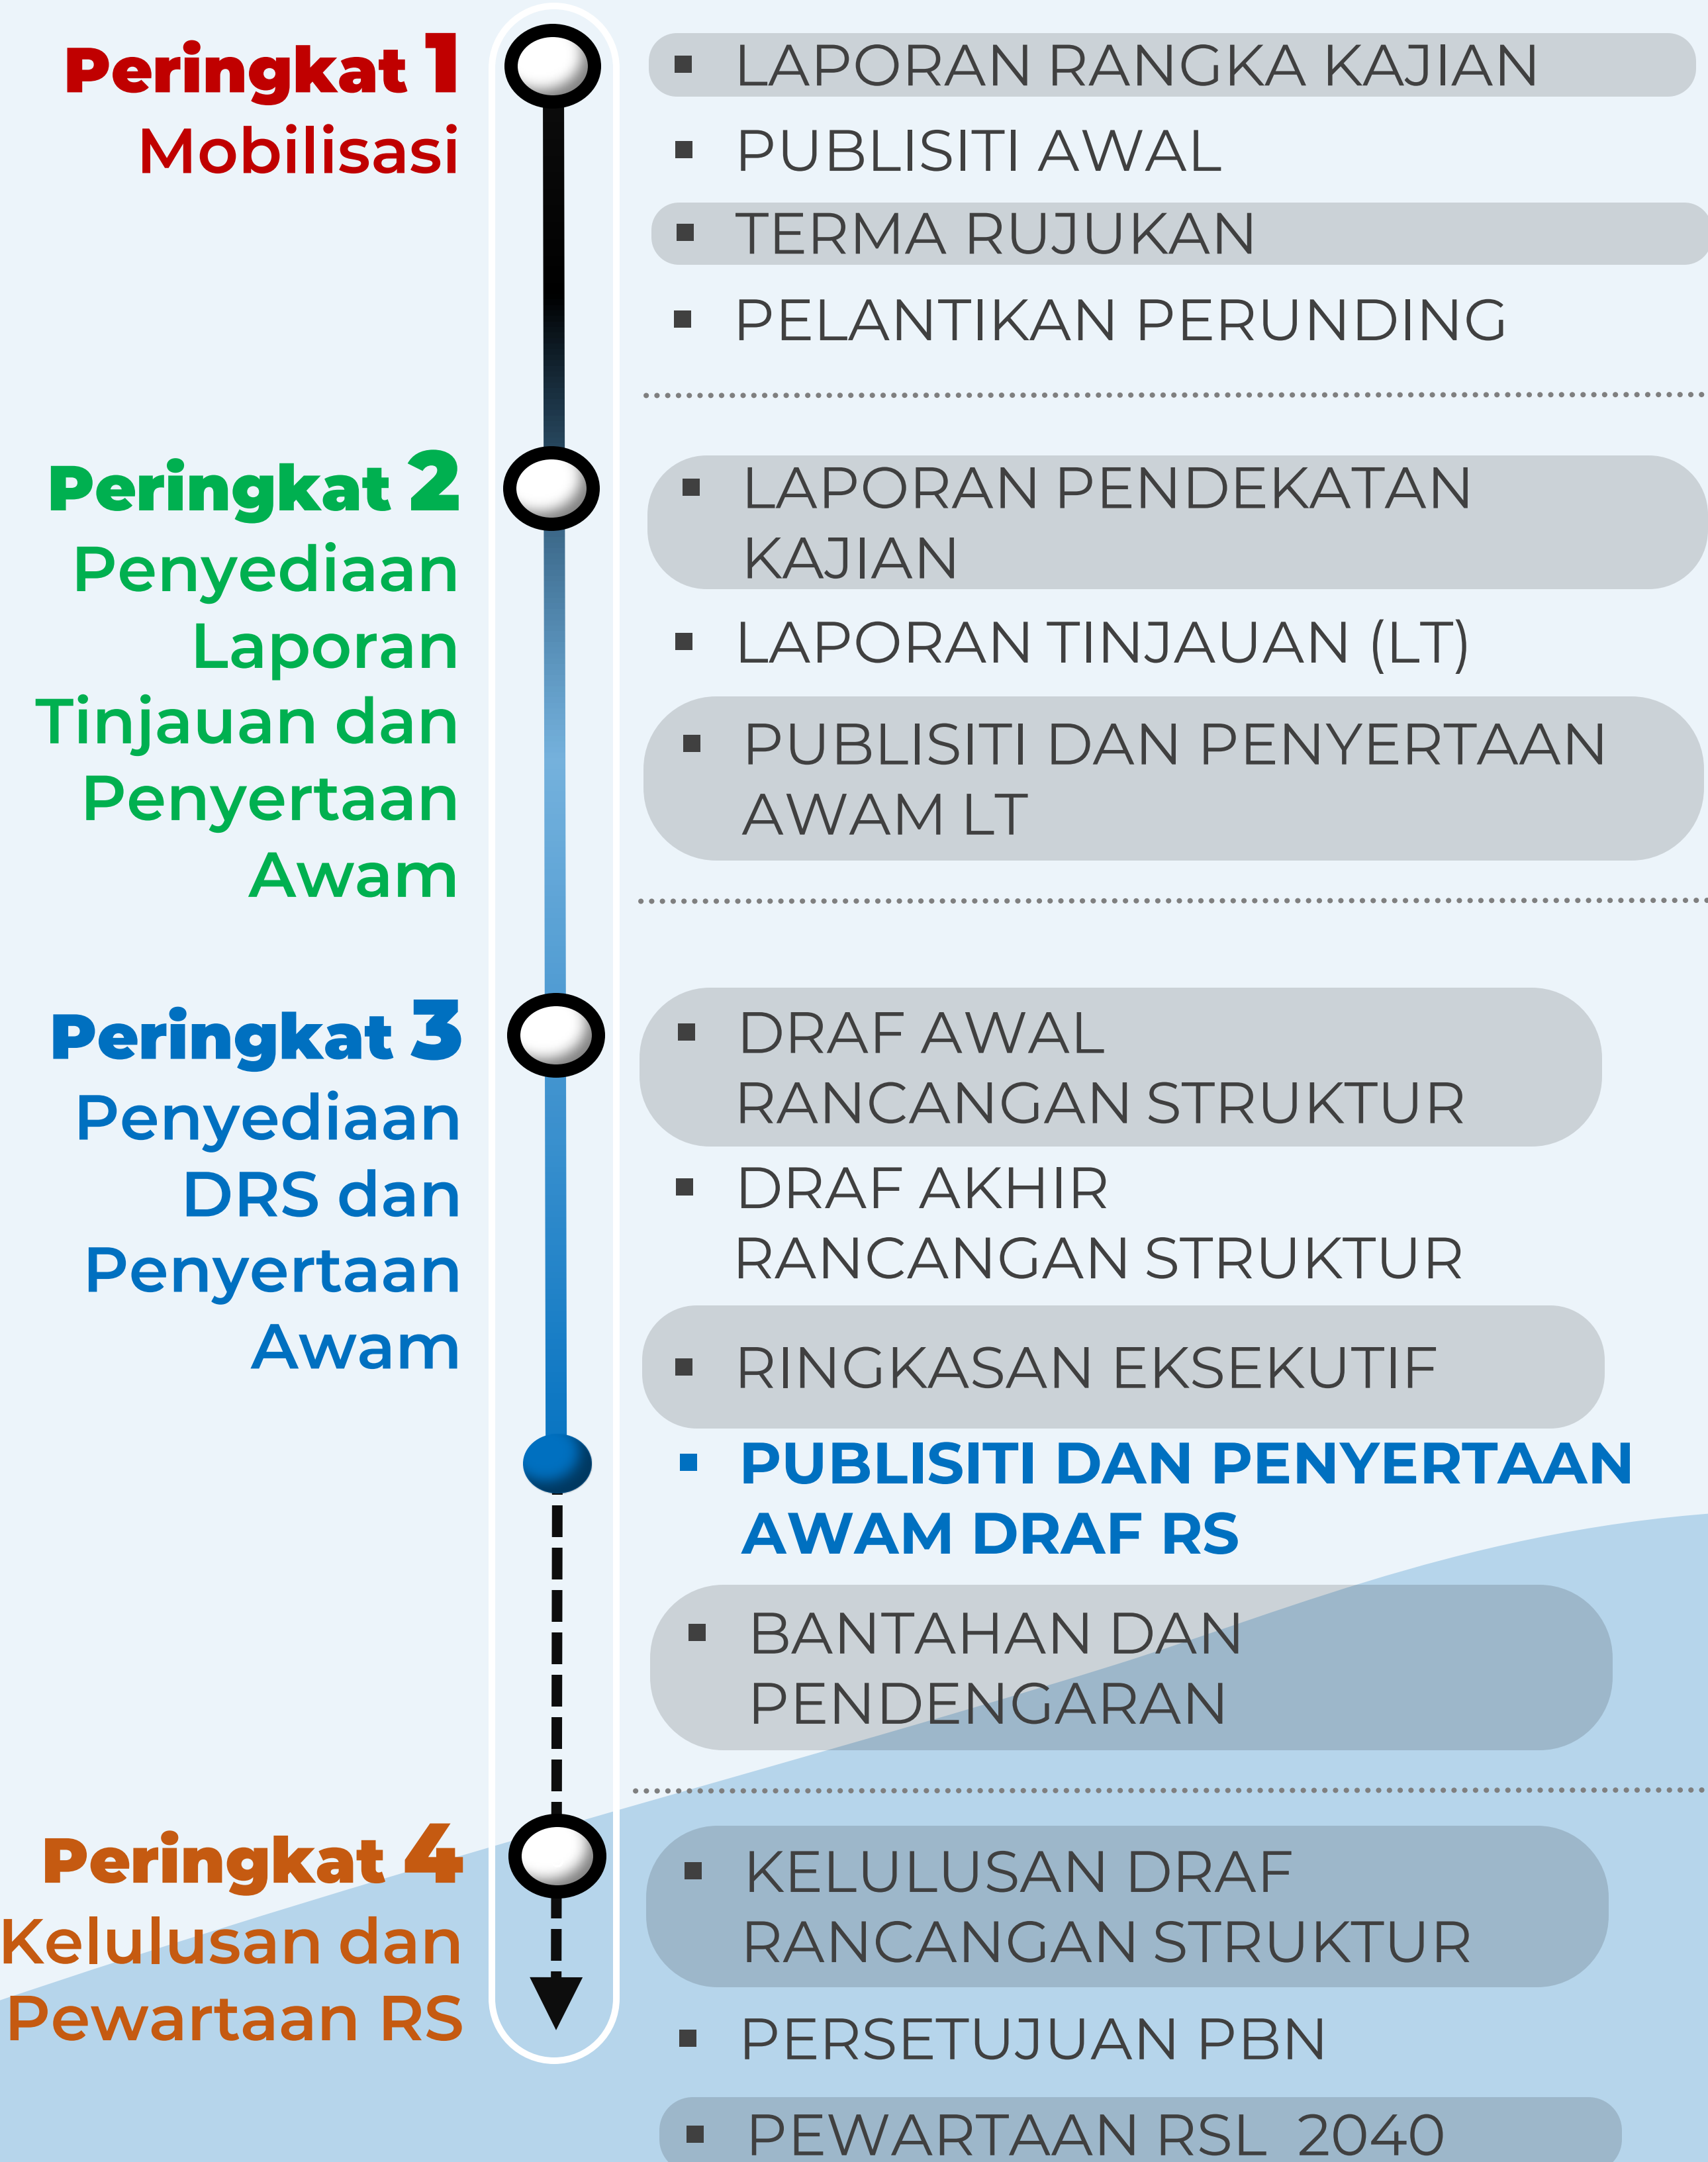 Peringkat 1
Mobilisasi
▪ LAPORAN RANGKA KAJIAN
▪ PUBLISITI AWAL
▪ TERMA RUJUKAN
▪ PELANTIKAN PERUNDING
Peringkat 2
Penyediaan
Laporan
Tinjauan dan
Penyertaan
Awam
▪ LAPORAN PENDEKATAN
KAJIAN
▪ LAPORAN TINJAUAN (LT)
▪ PUBLISITI DAN PENYERTAAN
AWAM LT
Peringkat 3
Penyediaan
DRS dan
Penyertaan
Awam
▪ DRAF AWAL
RANCANGAN STRUKTUR
▪ DRAF AKHIR
RANCANGAN STRUKTUR
▪ RINGKASAN EKSEKUTIF
▪ PUBLISITI DAN PENYERTAAN
AWAM DRAF RS
▪ BANTAHAN DAN
PENDENGARAN
Peringkat 4
Kelulusan dan
Pewartaan RS
▪ KELULUSAN DRAF
RANCANGAN STRUKTUR
▪ PERSETUJUAN PBN
▪ PEWARTAAN RSL 2040